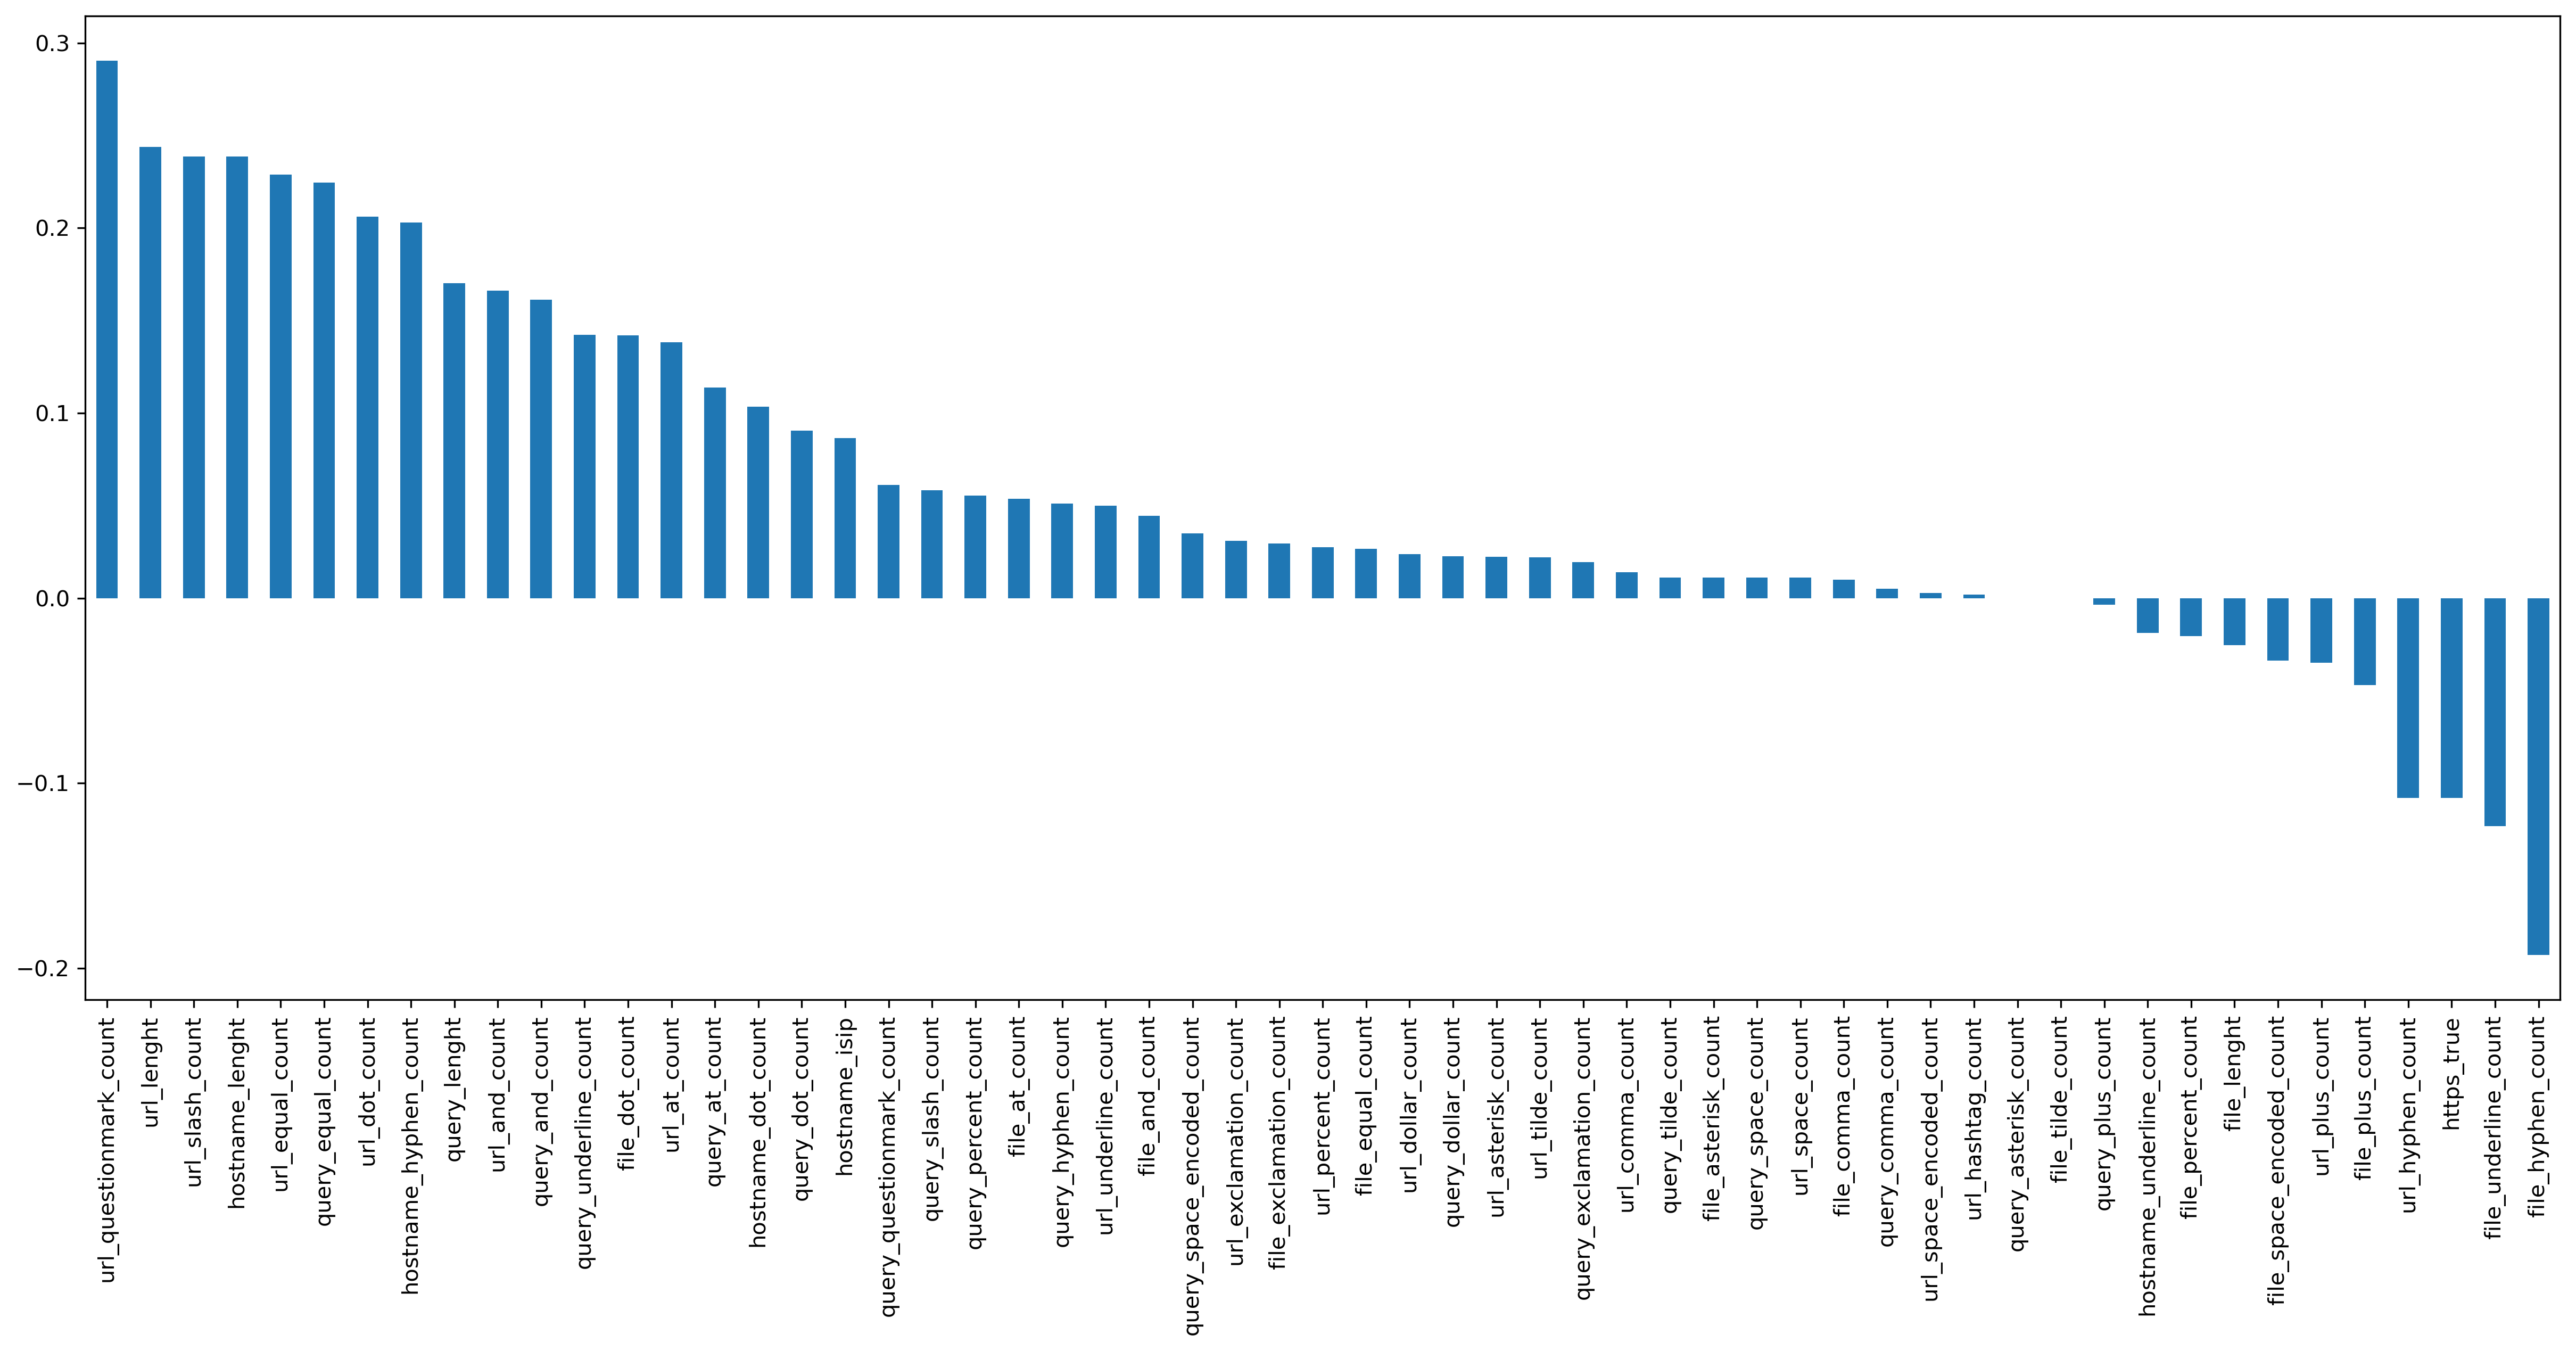 0.3
0.2
0.1
0.0
−0.1
−0.2
url_questionmark_count
url_lenght
url_slash_count
hostname_lenght
url_equal_count
query_equal_count
url_dot_count
hostname_hyphen_count
query_lenght
url_and_count
query_and_count
query_underline_count
file_dot_count
url_at_count
query_at_count
hostname_dot_count
query_dot_count
hostname_isip
query_questionmark_count
query_slash_count
query_percent_count
file_at_count
query_hyphen_count
url_underline_count
file_and_count
query_space_encoded_count
url_exclamation_count
file_exclamation_count
url_percent_count
file_equal_count
url_dollar_count
query_dollar_count
url_asterisk_count
url_tilde_count
query_exclamation_count
url_comma_count
query_tilde_count
file_asterisk_count
query_space_count
url_space_count
file_comma_count
query_comma_count
url_space_encoded_count
url_hashtag_count
query_asterisk_count
file_tilde_count
query_plus_count
hostname_underline_count
file_percent_count
file_lenght
file_space_encoded_count
url_plus_count
file_plus_count
url_hyphen_count
https_true
file_underline_count
file_hyphen_count